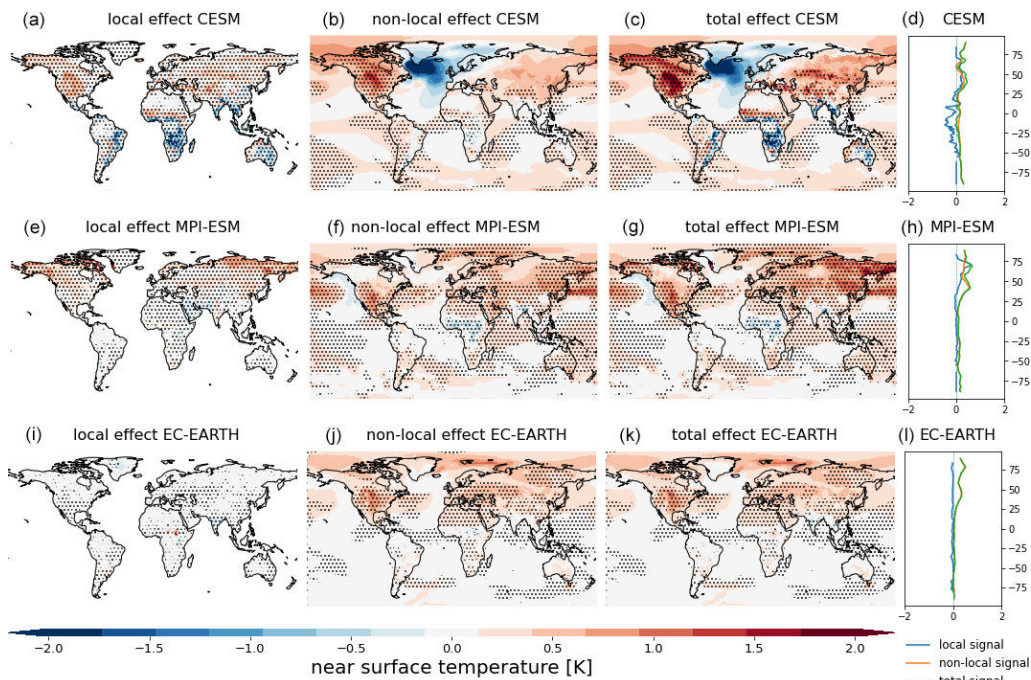 (a) local effect CESM
(b) non-local effect CESM
(c) total effect CESM
(d) CESM
75
50
25
0
-25
-50
-75
-2 0 2
(e) local effect MPI-ESM
(f) non-local effect MPI-ESM
(g) total effect MPI-ESM
(h) MPI-ESM
75
50
25
0
-25
-50
-75
-2 0 2
(i) local effect EC-EARTH
(j) non-local effect EC-EARTH
(k) total effect EC-EARTH
(l) EC-EARTH
75
50
25
0
-25
-50
-75
-2 0 2
-2.0 -1.5 -1.0 -0.5 0.0 0.5 1.0 1.5 2.0
near surface temperature [K]
local signal
non-local signal
total signal